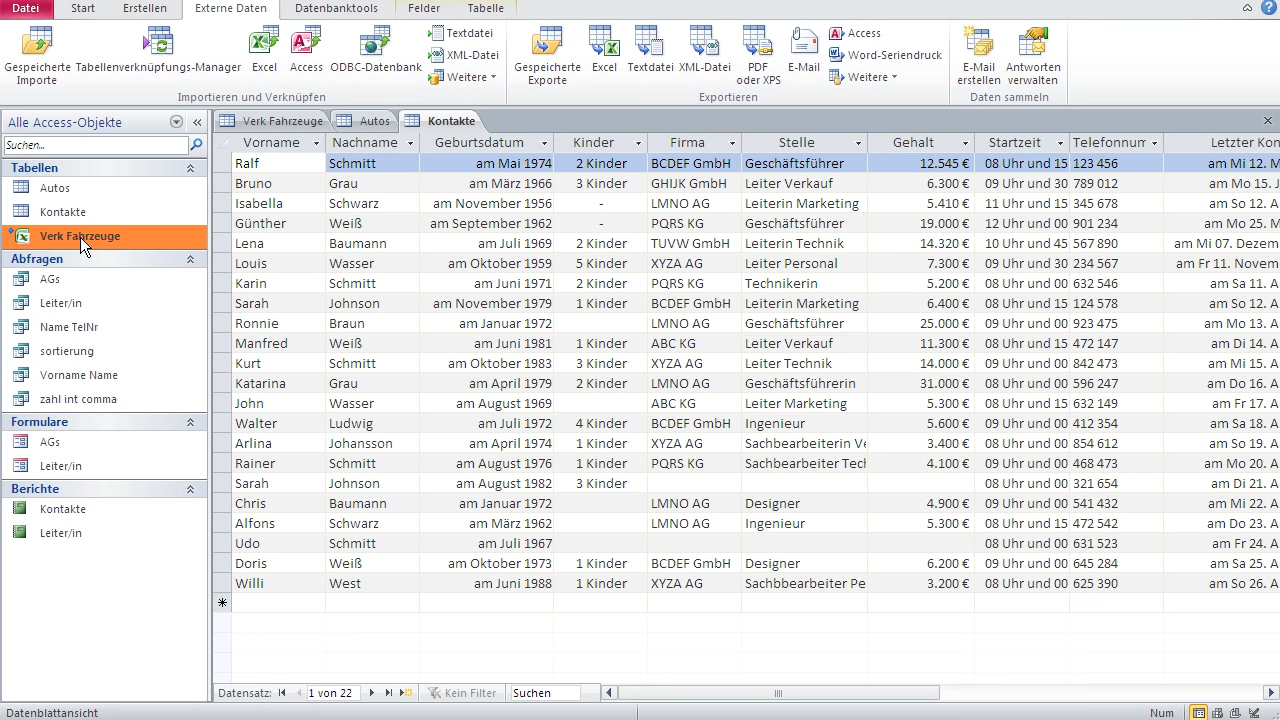 Datei Start Erstellen Externe Daten Datenbanktools Felder Tabelle
Gespeicherte Importe
Tabellenverknüpfungs-Manager
Excel
Access
ODBC-Datenbank
Textdatei
XML-Datei
Weitere
Importieren und Verknüpfen
Gespeicherte Exporte
Excel
Textdatei
XML-Datei
PDF oder XPS
E-Mail
Access
Word-Seriendruck
Weitere
Exportieren
E-Mail erstellen
Antworten verwalten
Daten sammeln
Alle Access-Objekte
Suchen...
Tabellen
Autos
Kontakte
Verk Fahrzeuge
Abfragen
AGs
Leiter/in
Name TelNr
sortierung
Vorname Name
zahl int comma
Formulare
AGs
Leiter/in
Berichte
Kontakte
Leiter/in
Verk Fahrzeuge Autos Kontakte
Vorname Nachname Geburtsdatum Kinder Firma Stelle Gehalt Startzeit Telefonnum Letzter Kon
Ralf Schmitt am Mai 1974 2 Kinder BCDEF GmbH Geschäftsführer 12.545 € 08 Uhr und 15 123 456 am Mi 12. M
Bruno Grau am März 1966 3 Kinder GHIJK GmbH Leiter Verkauf 6.300 € 09 Uhr und 30 789 012 am Mo 15. J
Isabella Schwarz am November 1956 - LMNO AG Leiterin Marketing 5.410 € 11 Uhr und 15 345 678 am So 12. A
Günther Weiß am September 1962 - PQRS KG Geschäftsführer 19.000 € 12 Uhr und 00 901 234 am Mo 25. M
Lena Baumann am Juli 1969 2 Kinder TUVW GmbH Leiterin Technik 14.320 € 10 Uhr und 45 567 890 am Mi 07. Dezem
Louis Wasser am Oktober 1959 5 Kinder XYZA AG Leiter Personal 7.300 € 09 Uhr und 30 234 567 am Fr 11. Novem
Karin Schmitt am Juni 1971 2 Kinder PQRS KG Technikerin 5.200 € 08 Uhr und 00 632 546 am Sa 11. A
Sarah Johnson am November 1979 1 Kinder BCDEF GmbH Leiterin Marketing 6.400 € 08 Uhr und 15 124 578 am So 12. A
Ronnie Braun am Januar 1972 LMNO AG Geschäftsführer 25.000 € 09 Uhr und 00 923 475 am Mo 13. A
Manfred Weiß am Juni 1981 1 Kinder ABC KG Leiter Verkauf 11.300 € 08 Uhr und 15 472 147 am Di 14. A
Kurt Schmitt am Oktober 1983 3 Kinder XYZA AG Leiter Technik 14.000 € 09 Uhr und 00 842 473 am Mi 15. A
Katarina Grau am April 1979 2 Kinder LMNO AG Geschäftsführerin 31.000 € 08 Uhr und 00 596 247 am Do 16. A
John Wasser am August 1969 ABC KG Leiter Marketing 5.300 € 08 Uhr und 15 632 149 am Fr 17. A
Walter Ludwig am Juli 1972 4 Kinder BCDEF GmbH Ingenieur 5.600 € 09 Uhr und 00 412 354 am Sa 18. A
Arlina Johansson am April 1974 1 Kinder XYZA AG Sachbearbeiterin Ve 3.400 € 08 Uhr und 00 854 612 am So 19. A
Rainer Schmitt am August 1976 1 Kinder PQRS KG Sachbearbeiter Tech 4.100 € 09 Uhr und 00 468 473 am Mo 20. A
Sarah Johnson am August 1982 3 Kinder 08 Uhr und 00 321 654 am Di 21. A
Chris Baumann am Januar 1972 LMNO AG Designer 4.900 € 09 Uhr und 00 541 432 am Mi 22. A
Alfons Schwarz am März 1962 LMNO AG Ingenieur 5.300 € 08 Uhr und 15 472 542 am Do 23. A
Udo Schmitt am Juli 1967 08 Uhr und 00 631 523 am Fr 24. A
Doris Weiß am Oktober 1973 1 Kinder BCDEF GmbH Designer 6.200 € 09 Uhr und 00 645 284 am Sa 25. A
Willi West am Juni 1988 1 Kinder XYZA AG Sachbbearbeiter Pe 3.200 € 08 Uhr und 00 625 390 am So 26. A
Datensatz: 1 von 22 Kein Filter Suchen
Datenblattansicht Num